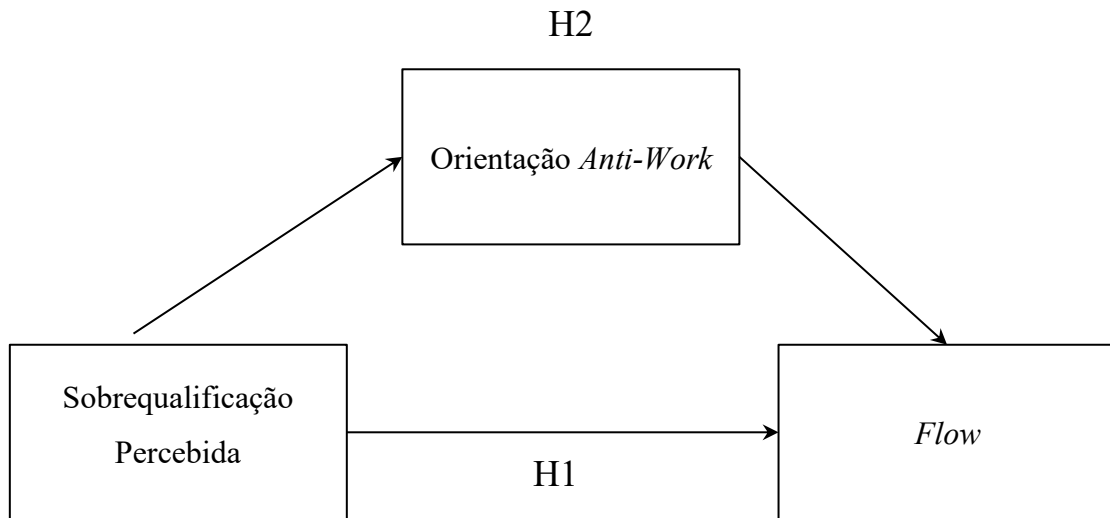 H2
Orientação Anti-Work
Sobrequalificação
Percebida
Flow
H1